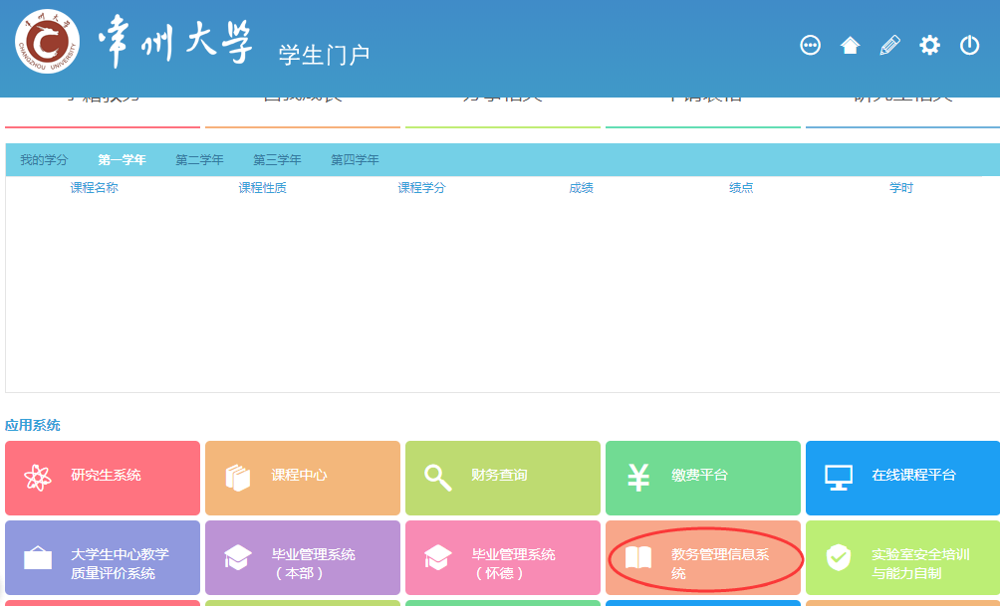 常州大学 学生门户
CHANGZHOU UNIVERSITY
我的学分 第一学年 第二学年 第三学年 第四学年
课程名称 课程性质 课程学分 成绩 绩点 学时
应用系统
研究生系统 课程中心 财务查询 缴费平台 在线课程平台
大学生中心教学
质量评价系统
毕业管理系统
（本部）
毕业管理系统
（怀德）
教务管理信息系
统
实验室安全培训
与能力自制